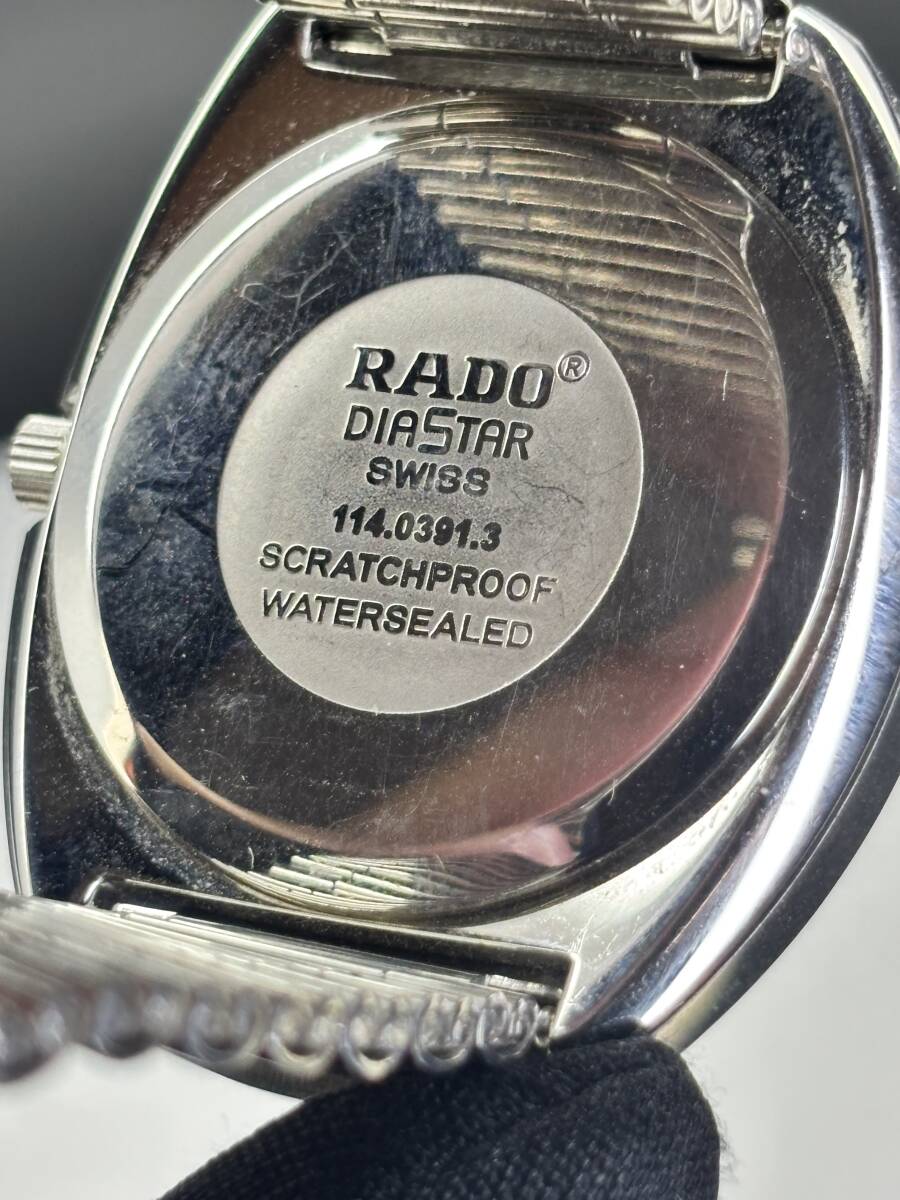 RADO®
DIASTAR
SWISS
114.0391.3
SCRATCHPROOF
WATERSEALED